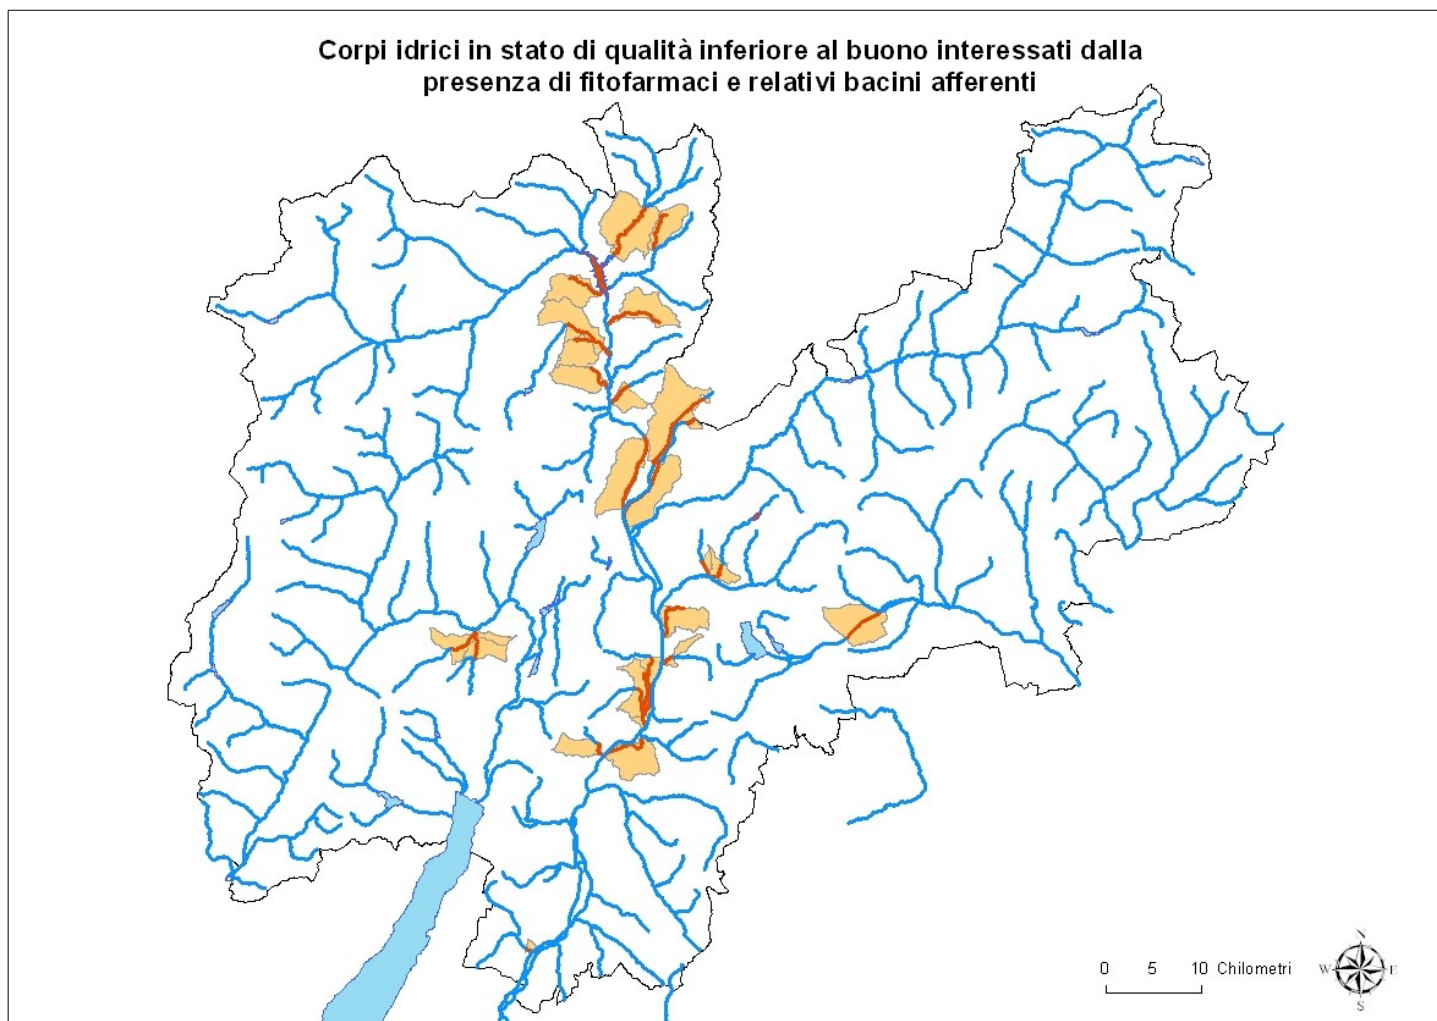 Corpi idrici in stato di qualità inferiore al buono interessati dalla
presenza di fitofarmaci e relativi bacini afferenti
0 5 10 Chilometri
N
W E
S